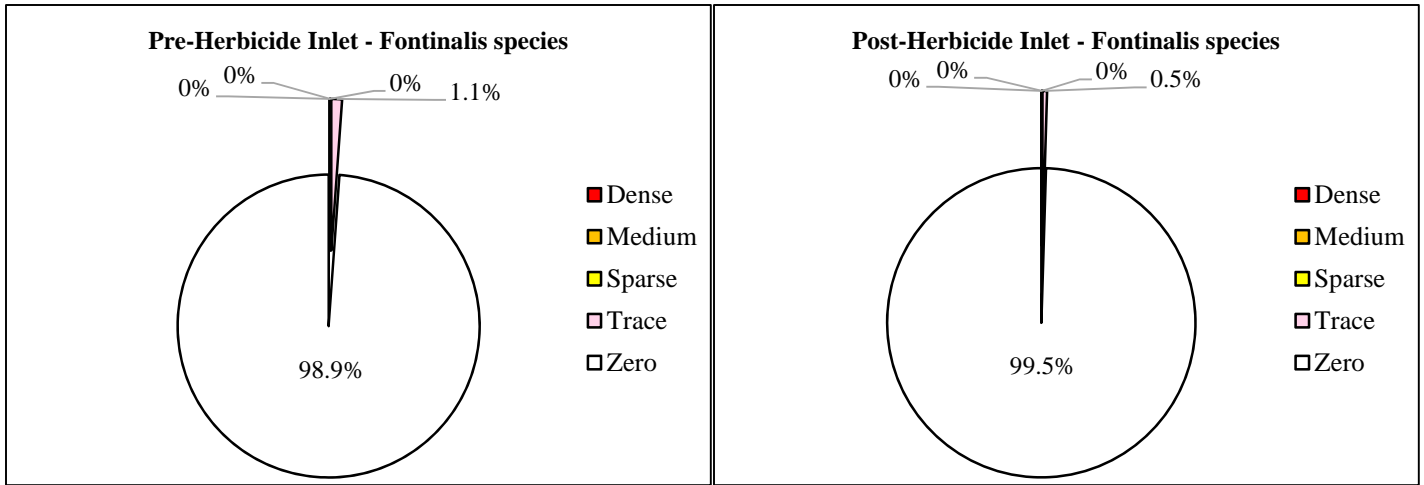 Pre-Herbicide Inlet - Fontinalis species
0%
0%
0%
1.1%
98.9%
Dense
Medium
Sparse
Trace
Zero
Post-Herbicide Inlet - Fontinalis species
0%
0%
0%
0.5%
99.5%
Dense
Medium
Sparse
Trace
Zero